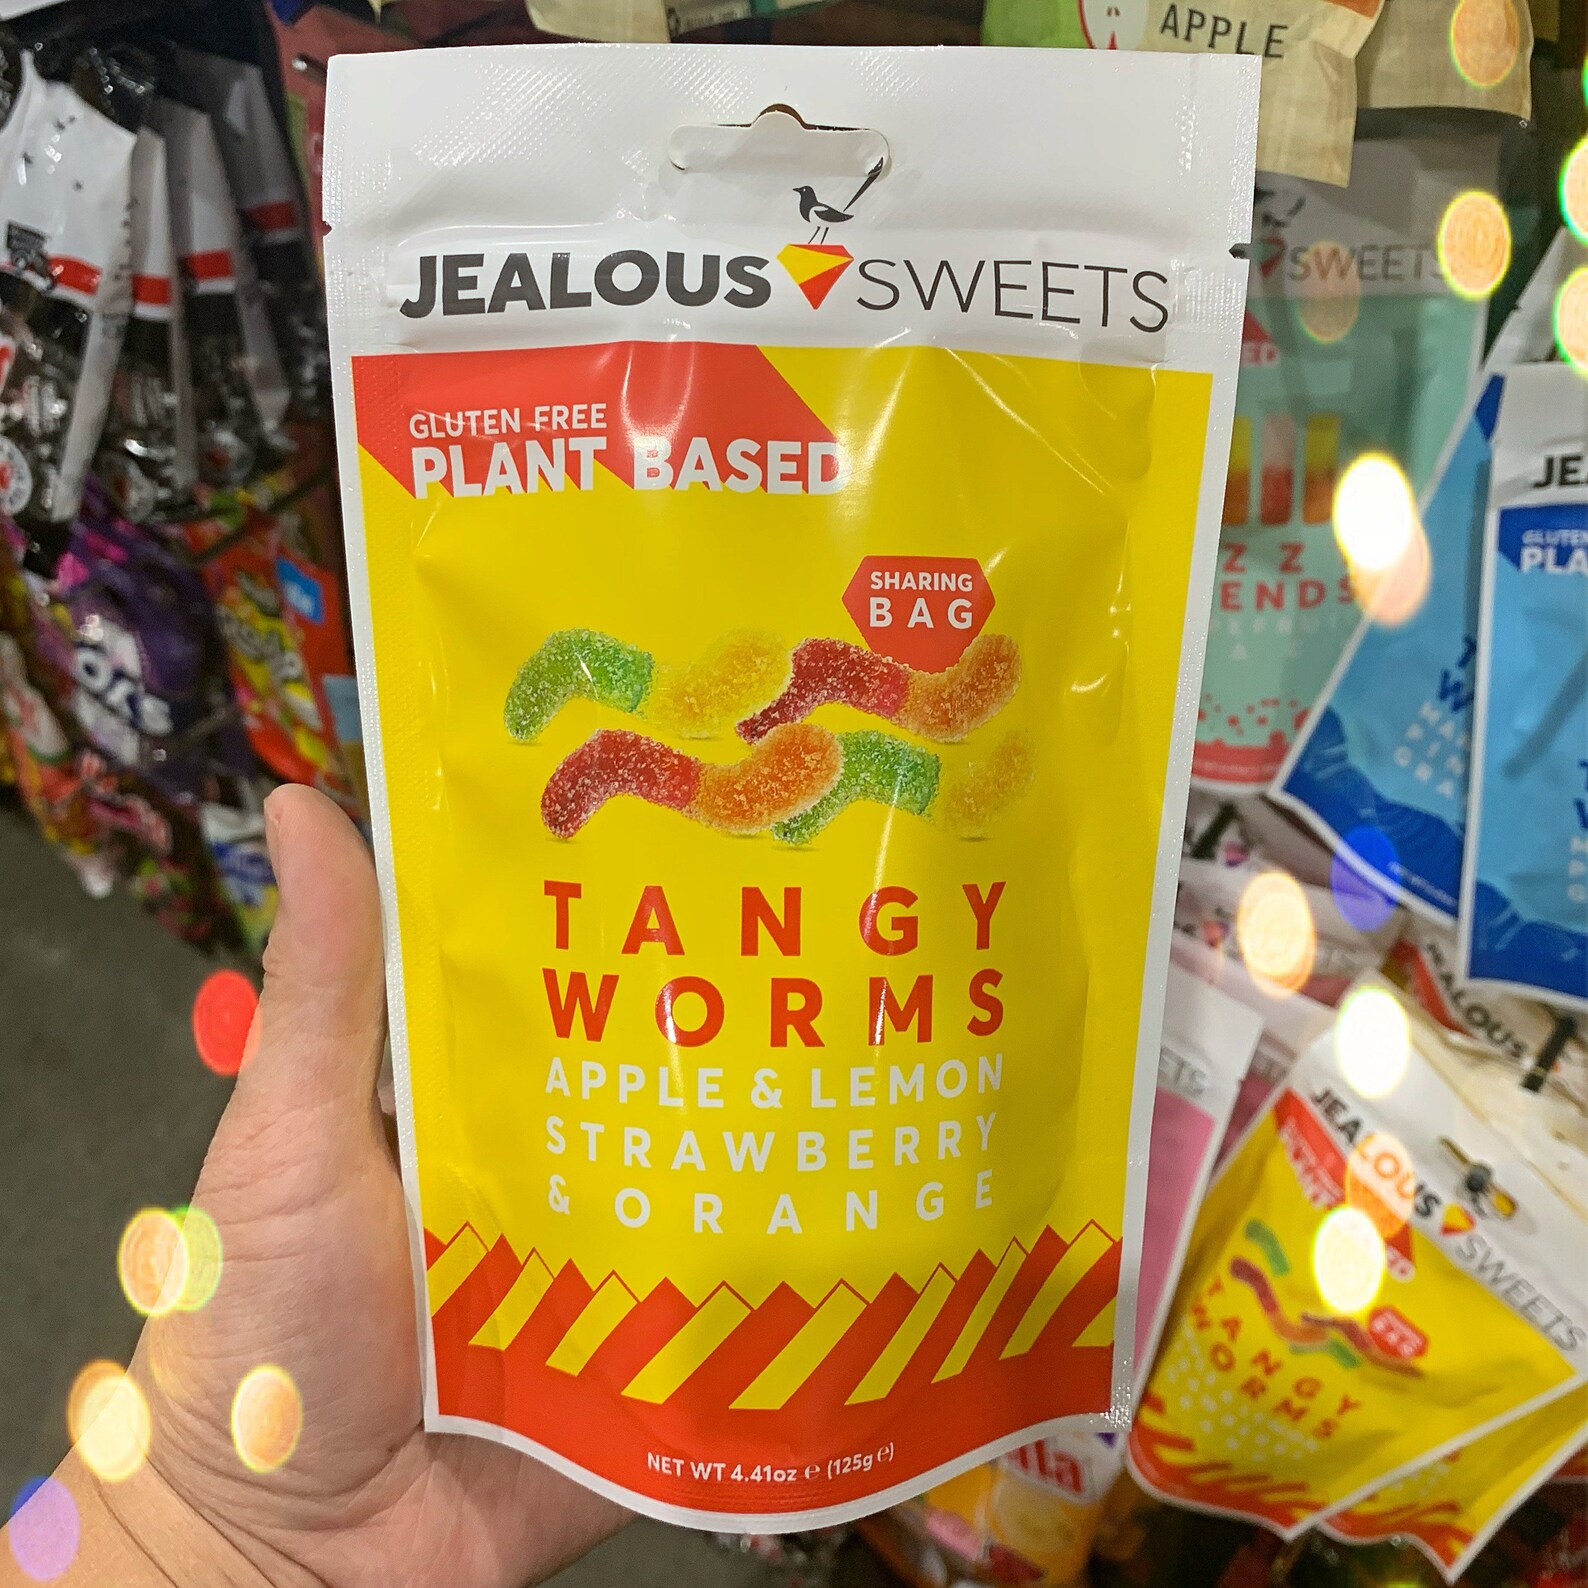 APPLE
JEALOUS SWEETS
GLUTEN FREE
PLANT BASED
SHARING
BAG
TANGY
WORMS
APPLE & LEMON
STRAWBERRY
& ORANGE
NET WT 4.41oz ℮ (125g ℮)
SWEETS
JEALOUS SWEETS
TANGY
WORMS
JEALOUS